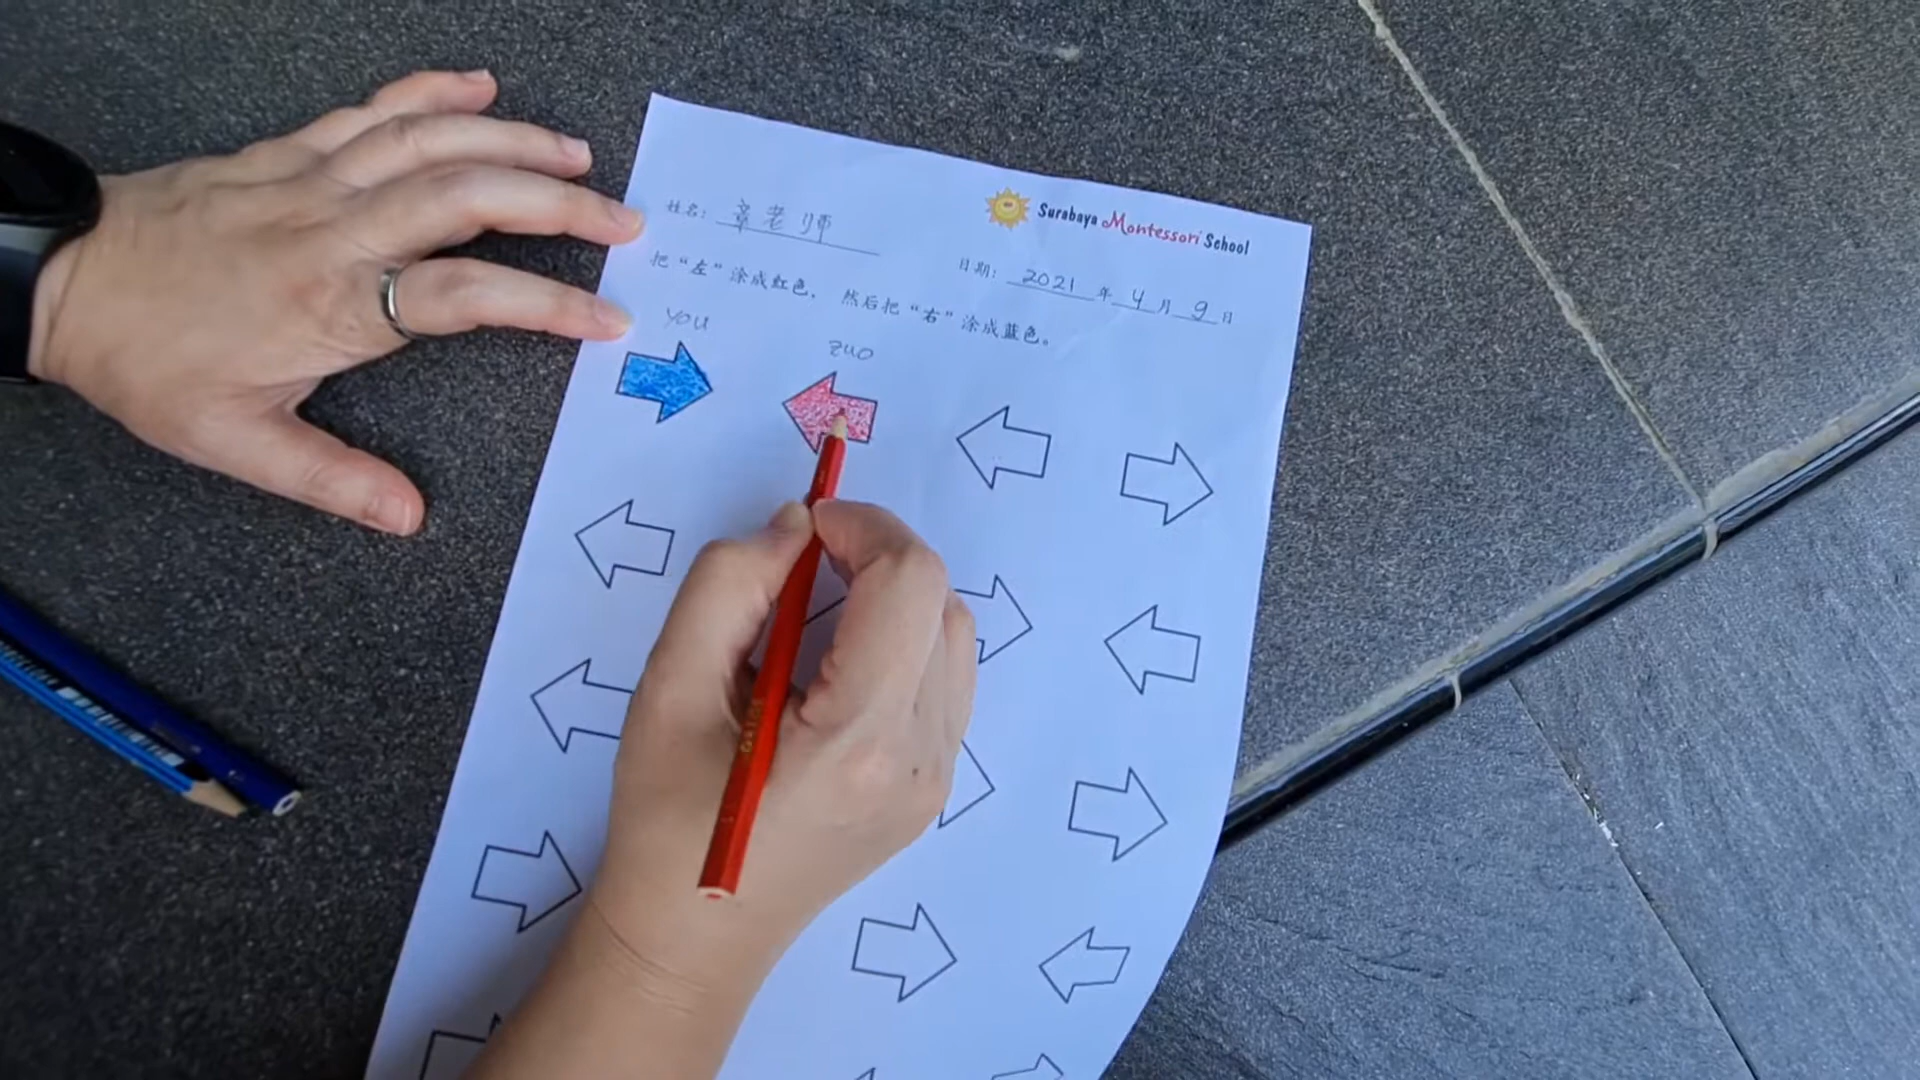 Surabaya Montessori School
姓名: 章老师
日期: 2021 年 4 月 9 日
把“左”涂成红色， 然后把“右”涂成蓝色。
you
zuo